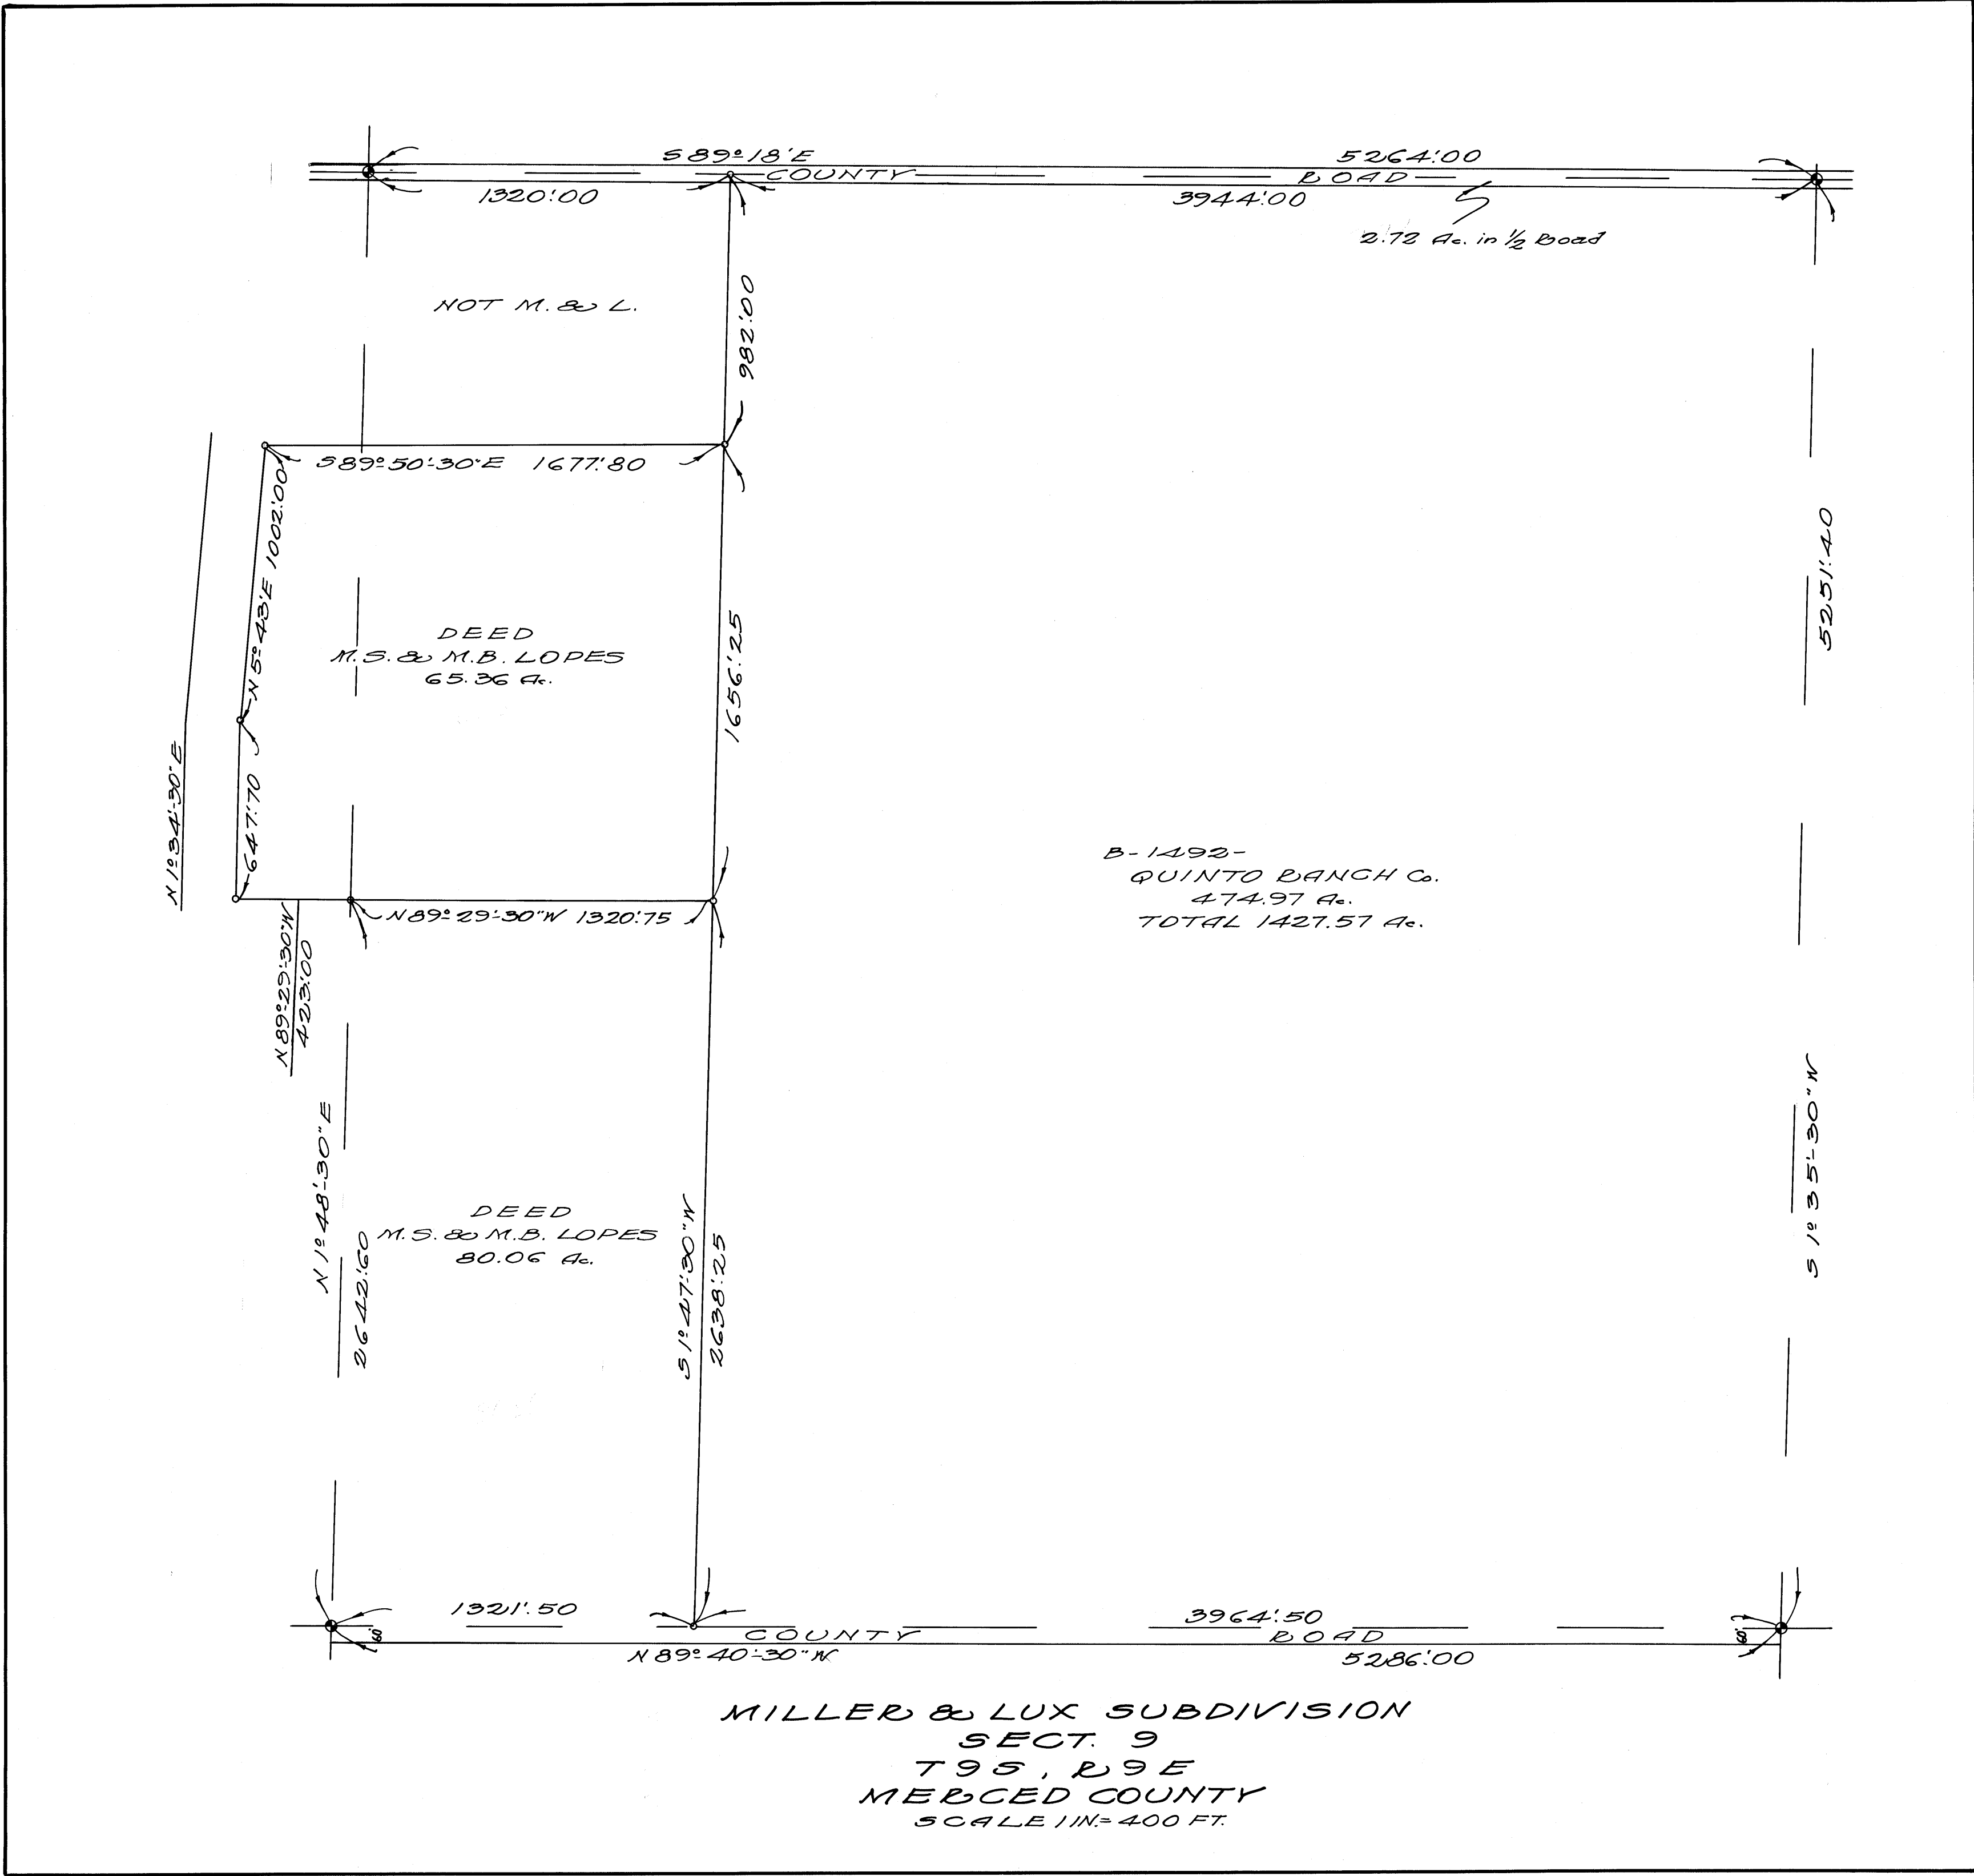 S89°18'E
5264'.00
COUNTY
ROAD
1320'.00
3944'.00
2.72 Ac. in ½ Road
982'.00
NOT M. & L.
S89°-50'-30"E 1677'.80
N5°-43'E 1002'.00
5251'.40
DEED
M.S. & M.B. LOPES
65.36 Ac.
1656'.25
N1°34'-30"E
647'.70
B-1492-
QUINTO RANCH Co.
474.97 Ac.
TOTAL 1427.57 Ac.
N89°-29'-30"W 1320'.75
N89°-29'-30"W
423'.00
N1°-48'-30"E
2642'.60
S1°-47'-30"W
2638'.25
S1°-35'-30"W
DEED
M.S. & M.B. LOPES
80.06 Ac.
1321'.50
3964'.50
60'
COUNTY
ROAD
60'
N89°-40'-30"W
5286'.00
MILLER & LUX SUBDIVISION
SECT. 9
T9S, R9E
MERCED COUNTY
SCALE 1 IN.= 400 FT.